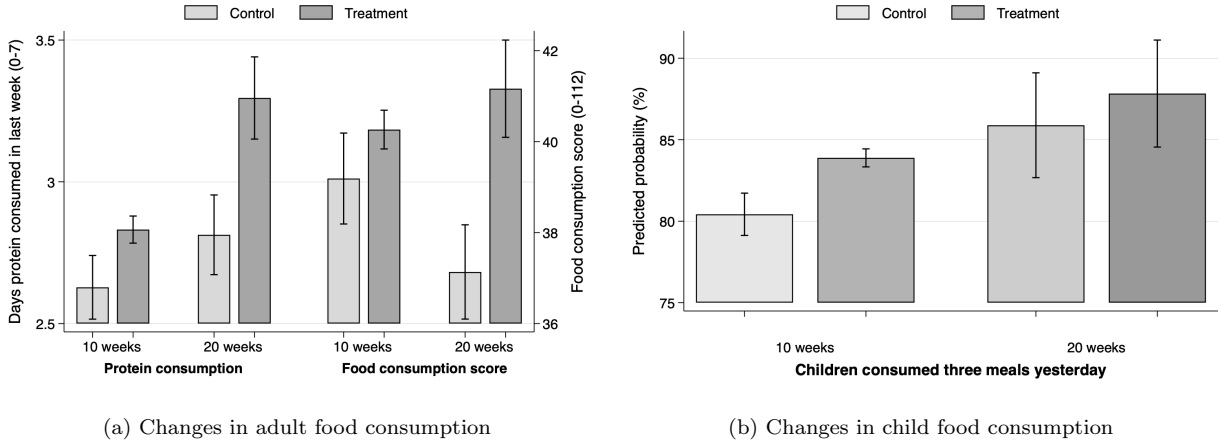 Control Treatment
Days protein consumed in last week (0-7)
3.5
3
2.5
42
40
38
36
Food consumption score (0-112)
10 weeks 20 weeks 10 weeks 20 weeks
Protein consumption Food consumption score
(a) Changes in adult food consumption
Control Treatment
Predicted probability (%)
90
85
80
75
10 weeks 20 weeks
Children consumed three meals yesterday
(b) Changes in child food consumption